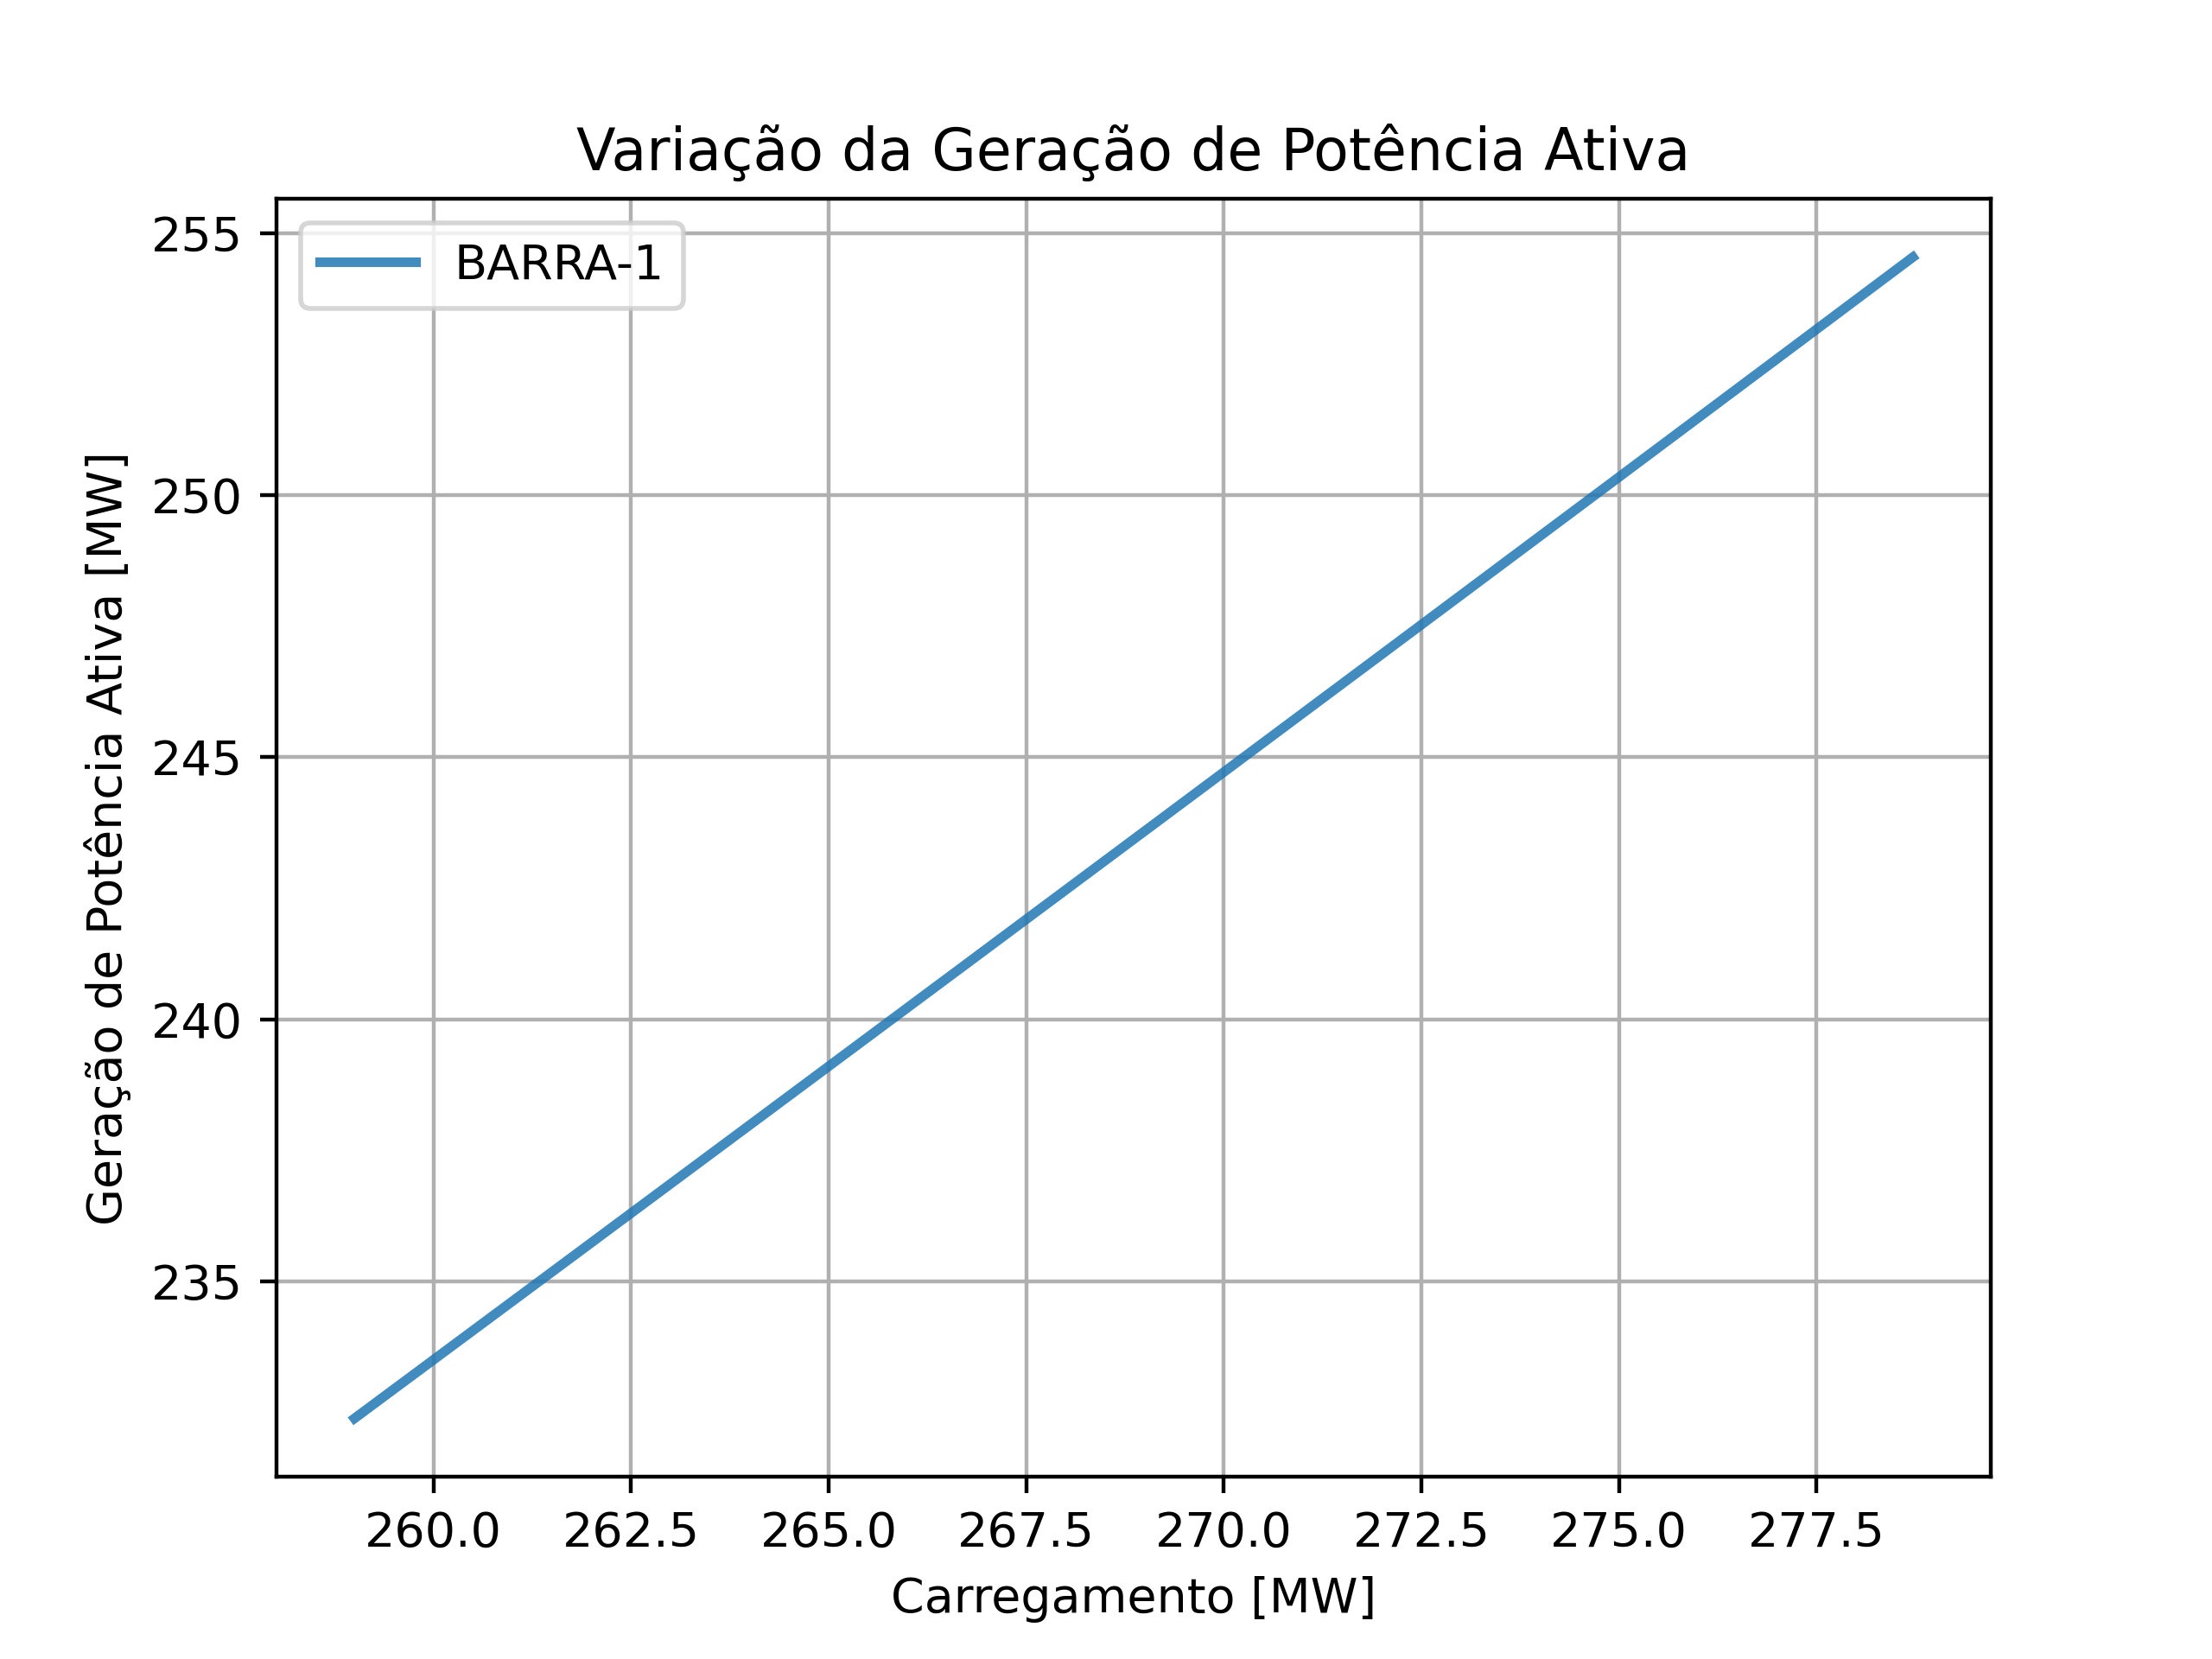 Variação da Geração de Potência Ativa
BARRA-1
Geração de Potência Ativa [MW]
255
250
245
240
235
260.0 262.5 265.0 267.5 270.0 272.5 275.0 277.5
Carregamento [MW]